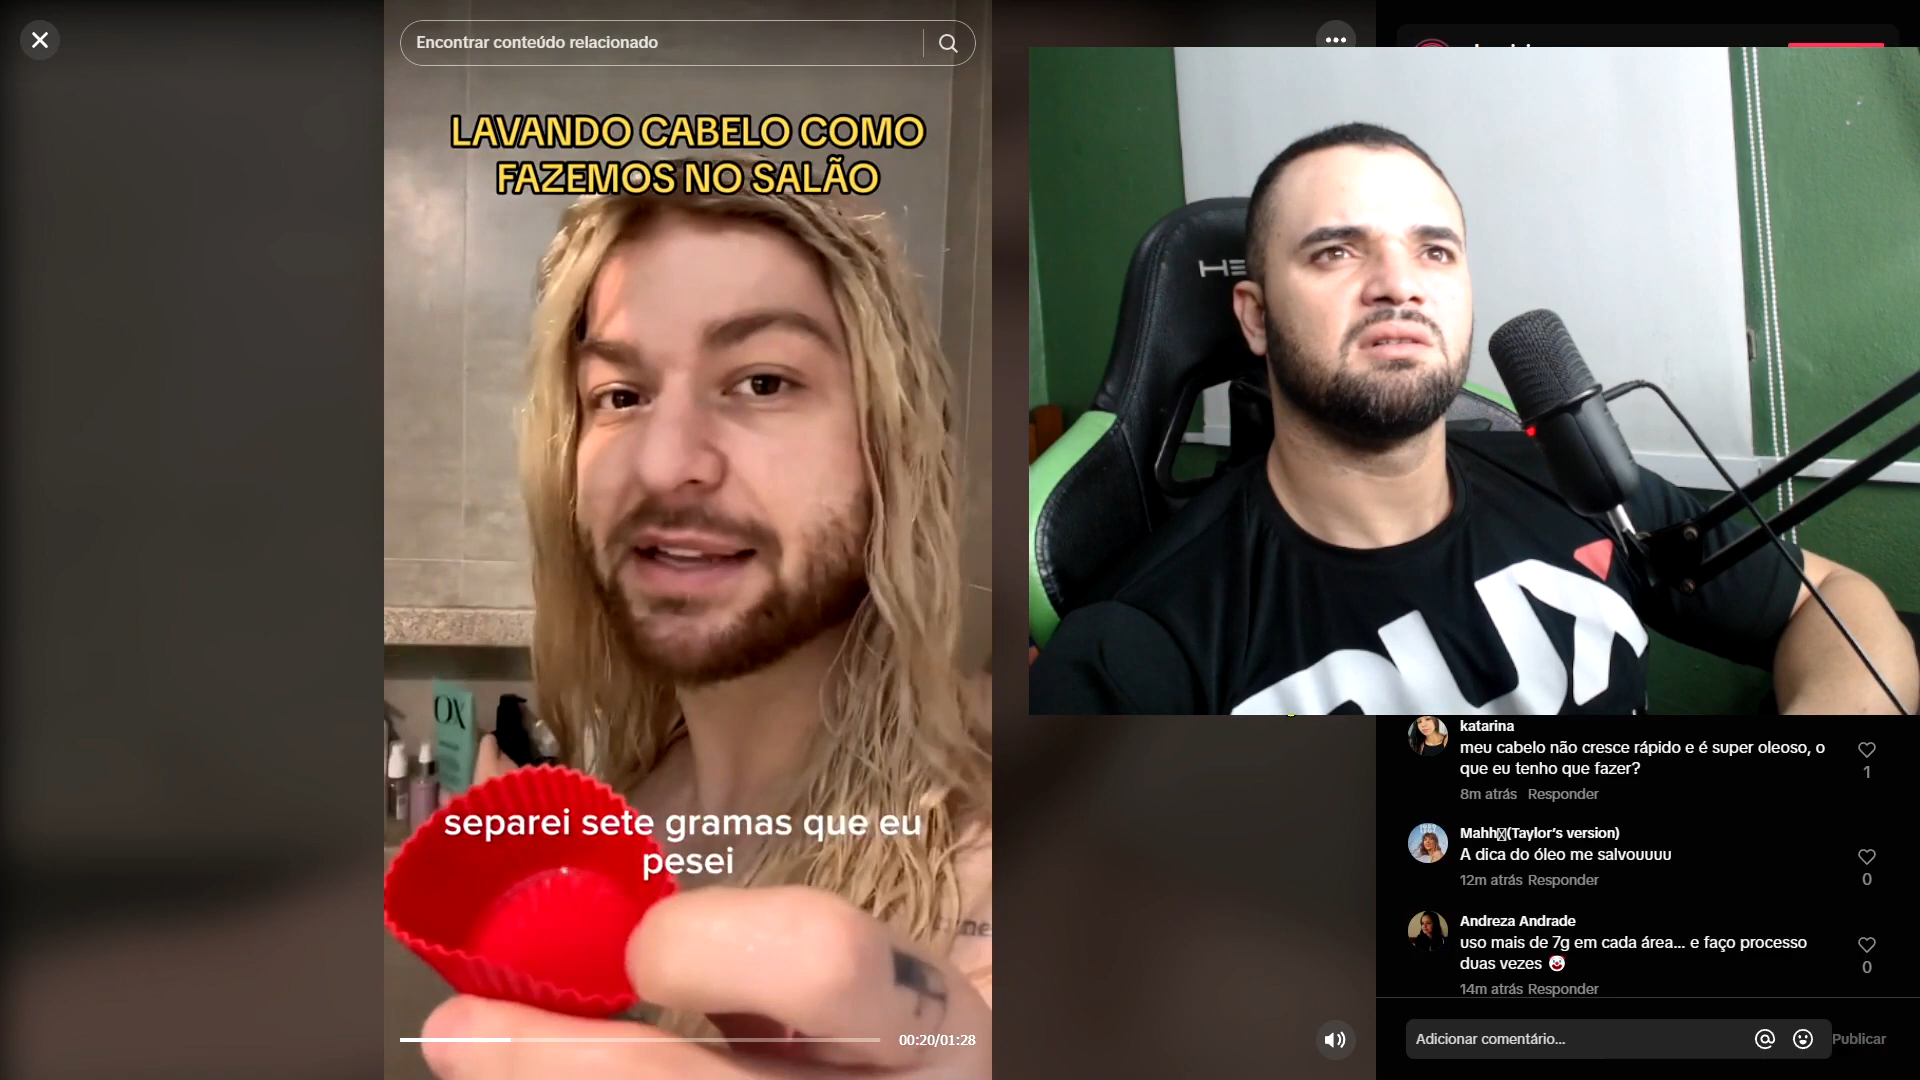 Encontrar conteúdo relacionado
LAVANDO CABELO COMO
FAZEMOS NO SALÃO
OX
separei sete gramas que eu
pesei
00:20/01:28
katarina
meu cabelo não cresce rápido e é super oleoso, o
que eu tenho que fazer?
1
8m atrás Responder
(Taylor's version)
A dica do óleo me salvouuuu
0
12m atrás Responder
Andreza Andrade
uso mais de 7g em cada área... e faço processo
duas vezes 🤡
0
14m atrás Responder
Adicionar comentário...
Publicar